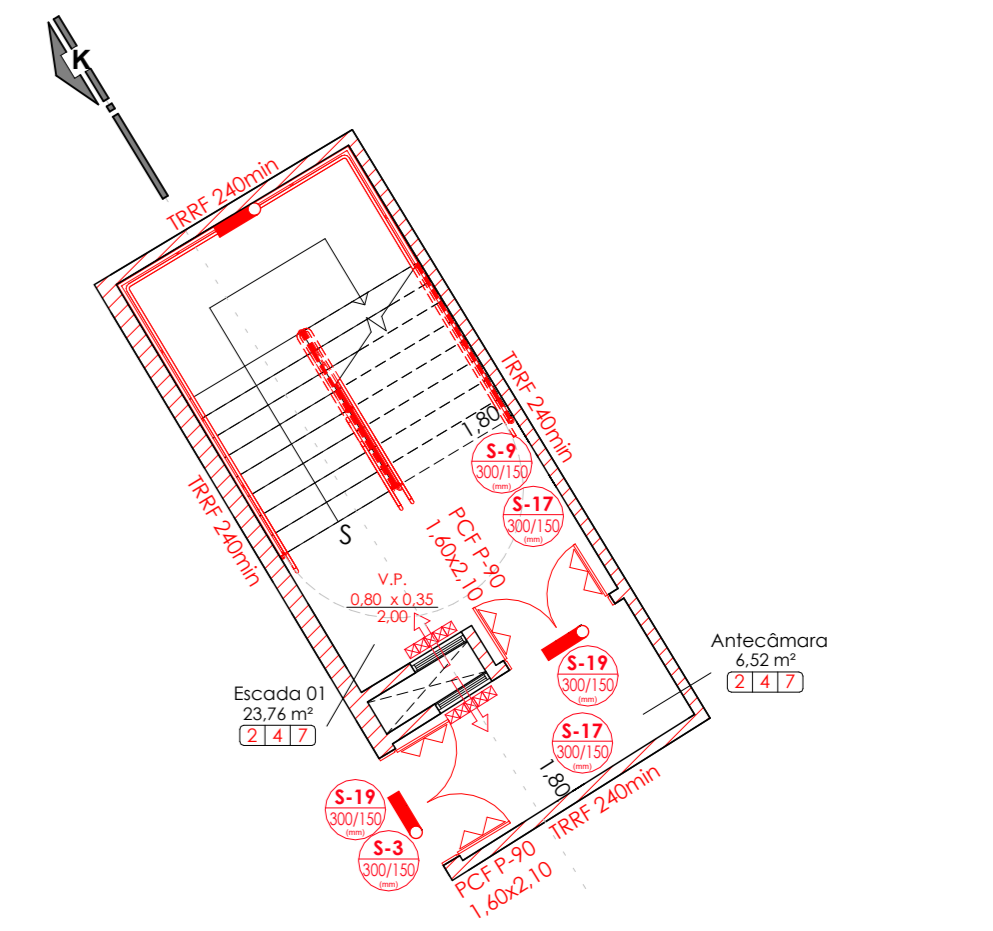 K
TRRF 240min
TRRF 240min
1,80
S-9
300/150
(mm)
S-17
300/150
(mm)
TRRF 240min
S
PCF P-90
1,60x2,10
V.P.
0,80 x 0,35
2,00
Antecâmara
6,52 m²
2 4 7
S-19
300/150
(mm)
Escada 01
23,76 m²
2 4 7
S-17
300/150
(mm)
1,80
TRRF 240min
S-19
300/150
(mm)
S-3
300/150
(mm)
PCF P-90
1,60x2,10